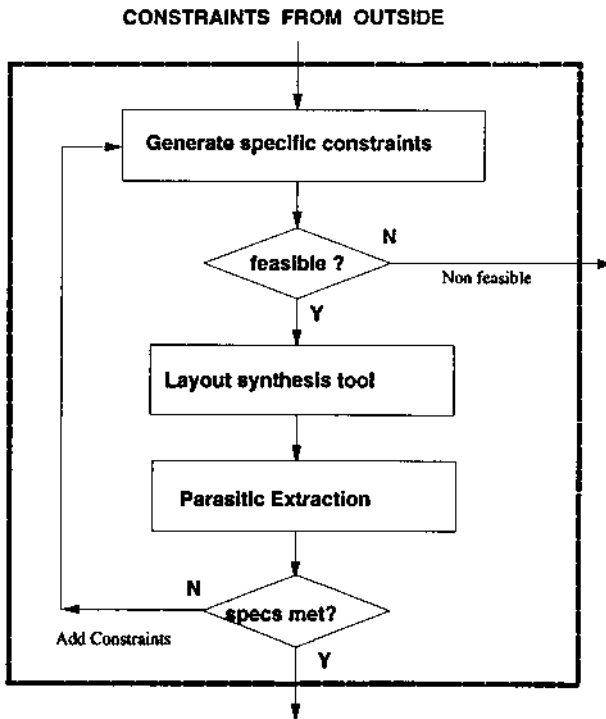 CONSTRAINTS FROM OUTSIDE
Generate specific constraints
N
feasible ?
Non feasible
Y
Layout synthesis tool
Parasitic Extraction
N
specs met?
Add Constraints
Y